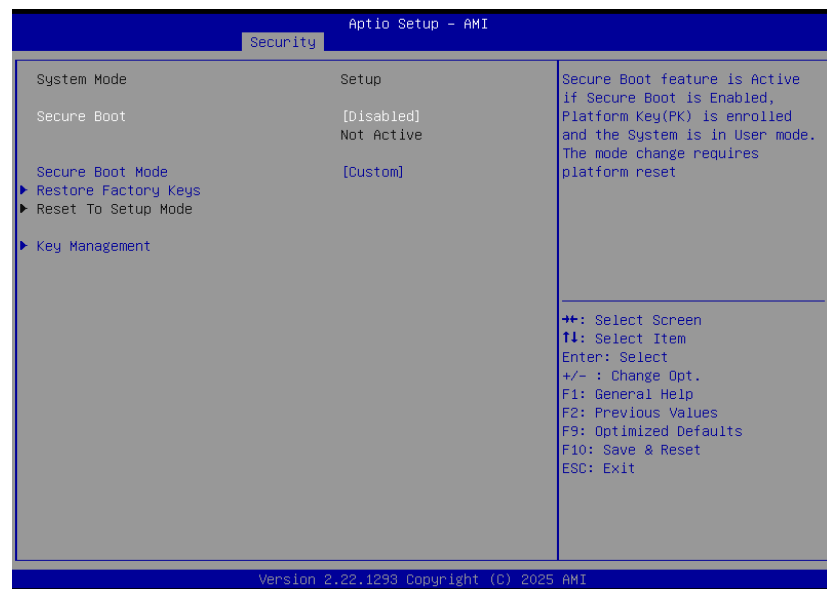 Aptio Setup – AMI
Security
System Mode Setup
Secure Boot [Disabled]
Not Active
Secure Boot Mode [Custom]
▶ Restore Factory Keys
▶ Reset To Setup Mode
▶ Key Management
Secure Boot feature is Active
if Secure Boot is Enabled,
Platform Key(PK) is enrolled
and the System is in User mode.
The mode change requires
platform reset
→←: Select Screen
↑↓: Select Item
Enter: Select
+/– : Change Opt.
F1: General Help
F2: Previous Values
F9: Optimized Defaults
F10: Save & Reset
ESC: Exit
Version 2.22.1293 Copyright (C) 2025 AMI